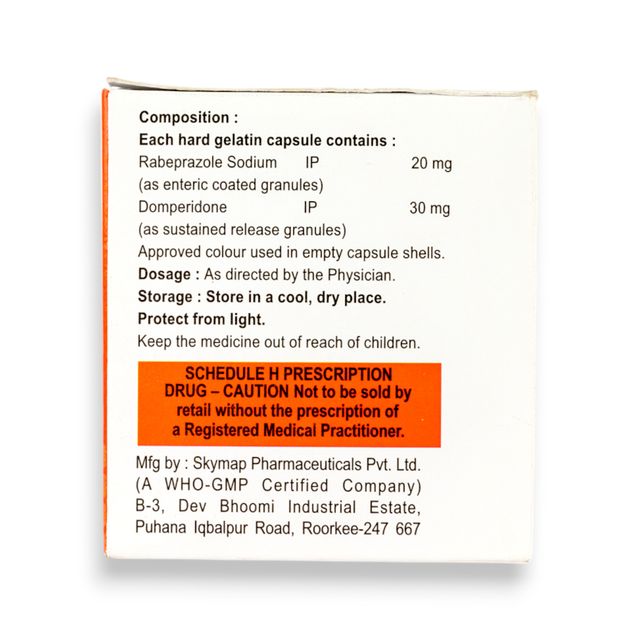 Composition :
Each hard gelatin capsule contains :
Rabeprazole Sodium IP 20 mg
(as enteric coated granules)
Domperidone IP 30 mg
(as sustained release granules)
Approved colour used in empty capsule shells.
Dosage : As directed by the Physician.
Storage : Store in a cool, dry place.
Protect from light.
Keep the medicine out of reach of children.
SCHEDULE H PRESCRIPTION
DRUG – CAUTION Not to be sold by
retail without the prescription of
a Registered Medical Practitioner.
Mfg by : Skymap Pharmaceuticals Pvt. Ltd.
(A WHO-GMP Certified Company)
B-3, Dev Bhoomi Industrial Estate,
Puhana Iqbalpur Road, Roorkee-247 667